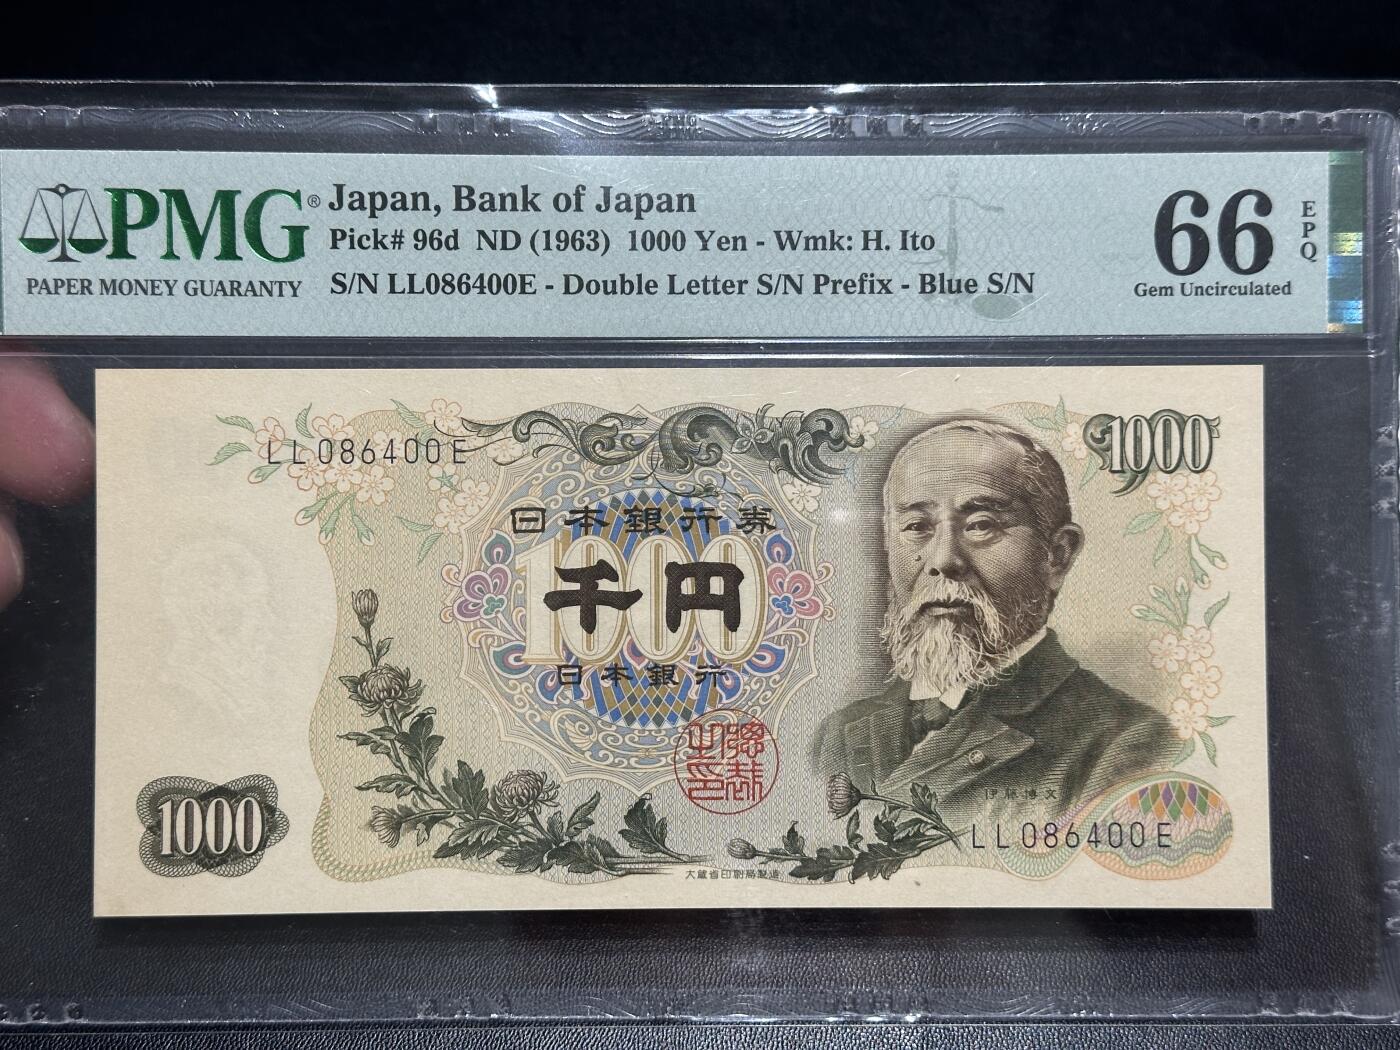 PMG®
PAPER MONEY GUARANTY
Japan, Bank of Japan
Pick# 96d ND (1963) 1000 Yen - Wmk: H. Ito
S/N LL086400E - Double Letter S/N Prefix - Blue S/N
66
EPQ
Gem Uncirculated
LL086400E
1000
日本銀行券
1000
千円
日本銀行
伊藤博文
1000
LL086400E
大蔵省印刷局製造